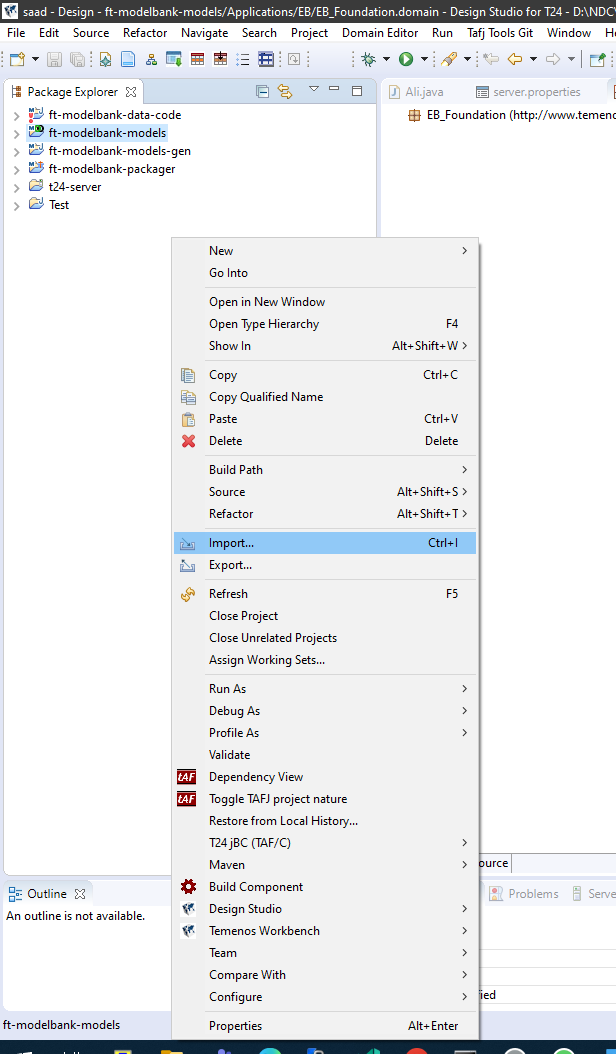 saad - Design - ft-modelbank-models/Applications/EB/EB_Foundation.domain - Design Studio for T24 - D:\NDC\
File Edit Source Refactor Navigate Search Project Domain Editor Run Tafj Tools Git Window
Package Explorer
Ali.java server.properties
EB_Foundation (http://www.temeno
ft-modelbank-data-code
ft-modelbank-models
ft-modelbank-models-gen
ft-modelbank-packager
t24-server
Test
New
Go Into
Open in New Window
Open Type Hierarchy F4
Show In Alt+Shift+W
Copy Ctrl+C
Copy Qualified Name
Paste Ctrl+V
Delete Delete
Build Path
Source Alt+Shift+S
Refactor Alt+Shift+T
Import... Ctrl+I
Export...
Refresh F5
Close Project
Close Unrelated Projects
Assign Working Sets...
Run As
Debug As
Profile As
Validate
tAF Dependency View
tAF Toggle TAFJ project nature
Restore from Local History...
T24 jBC (TAF/C)
Maven
Build Component
Design Studio
Temenos Workbench
Team
Compare With
Configure
Properties Alt+Enter
ource
Outline
Problems Serve
An outline is not available.
fied
ft-modelbank-models